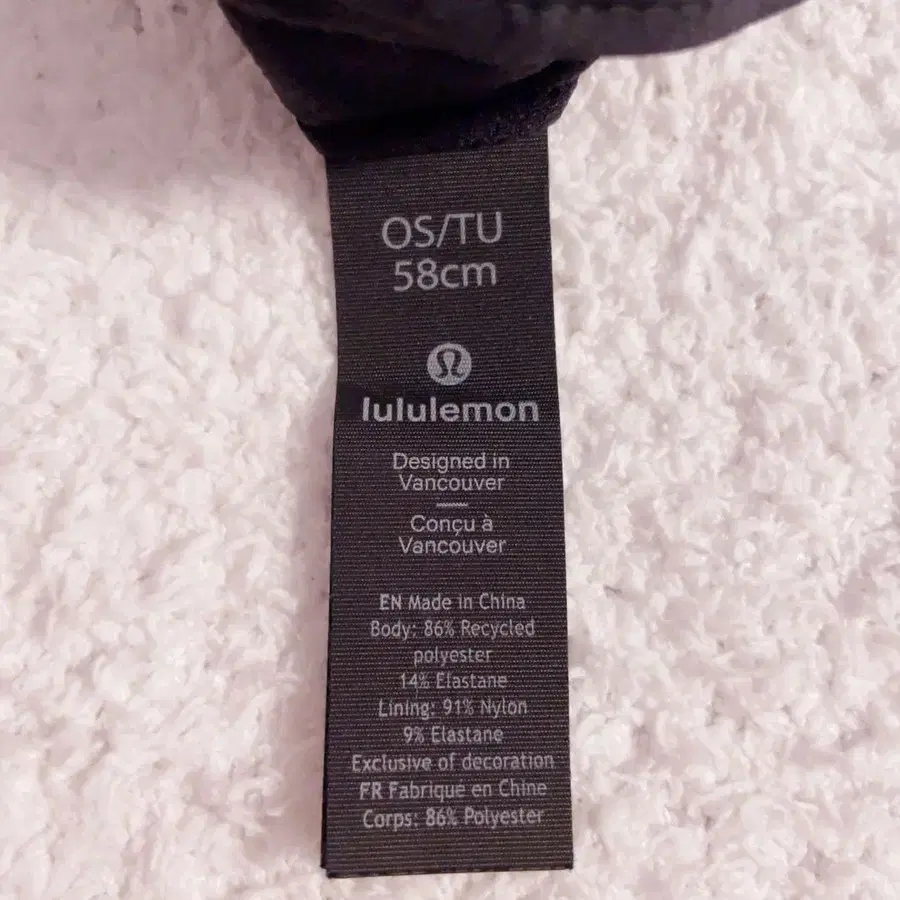 OS/TU
58cm
lululemon
Designed in
Vancouver
Conçu à
Vancouver
EN Made in China
Body: 86% Recycled
polyester
14% Elastane
Lining: 91% Nylon
9% Elastane
Exclusive of decoration
FR Fabriqué en Chine
Corps: 86% Polyester